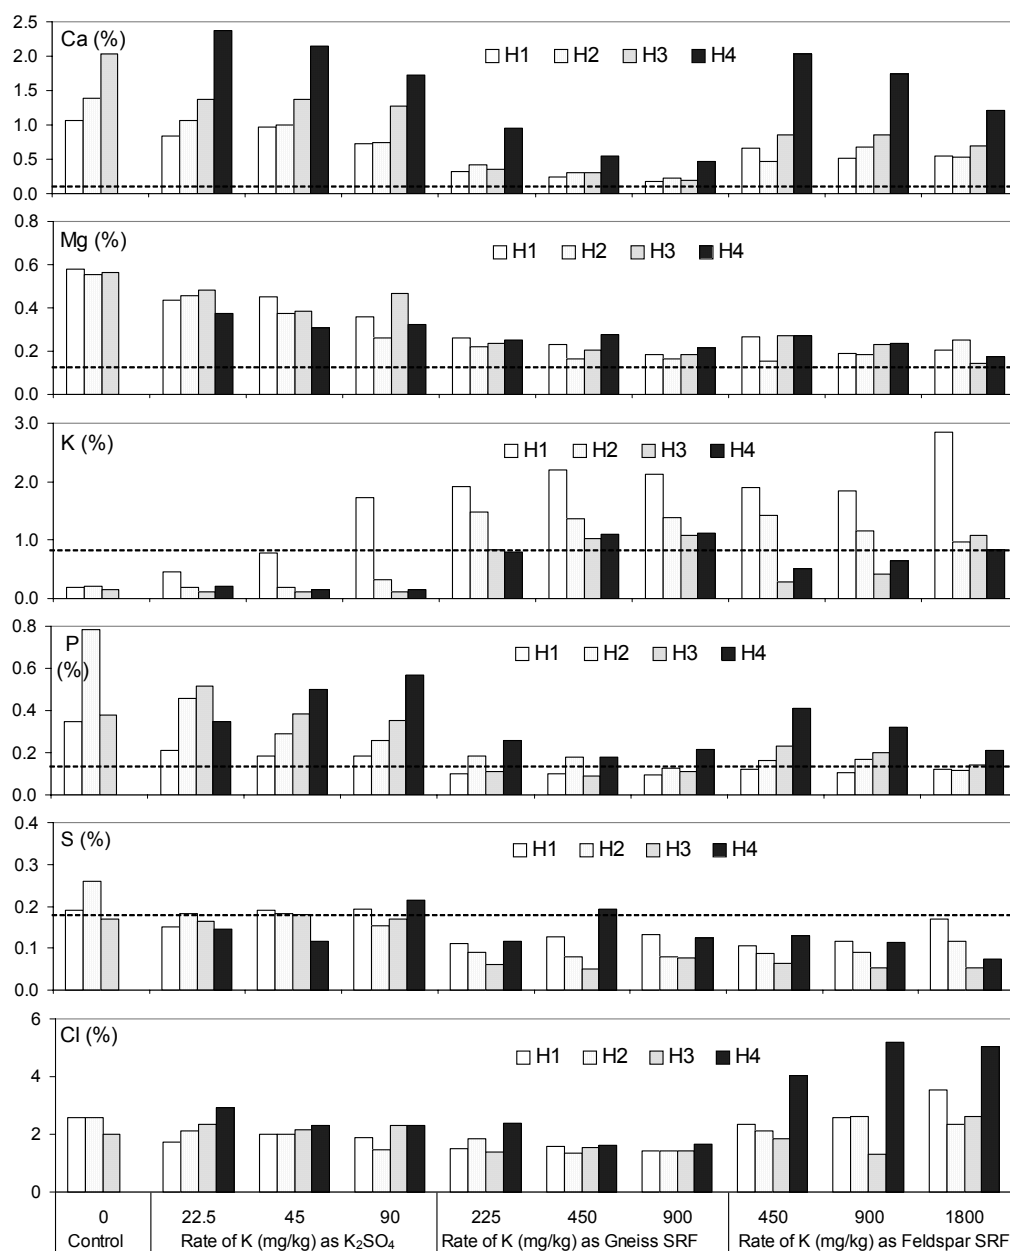 Ca (%)
H1 H2 H3 H4
2.5
2.0
1.5
1.0
0.5
0.0
Mg (%)
H1 H2 H3 H4
0.8
0.6
0.4
0.2
0.0
K (%)
H1 H2 H3 H4
3.0
2.0
1.0
0.0
P
(%)
H1 H2 H3 H4
0.8
0.6
0.4
0.2
0.0
S (%)
H1 H2 H3 H4
0.4
0.3
0.2
0.1
0.0
Cl (%)
H1 H2 H3 H4
6
4
2
0
0 22.5 45 90 225 450 900 450 900 1800
Control Rate of K (mg/kg) as K₂SO₄ Rate of K (mg/kg) as Gneiss SRF Rate of K (mg/kg) as Feldspar SRF